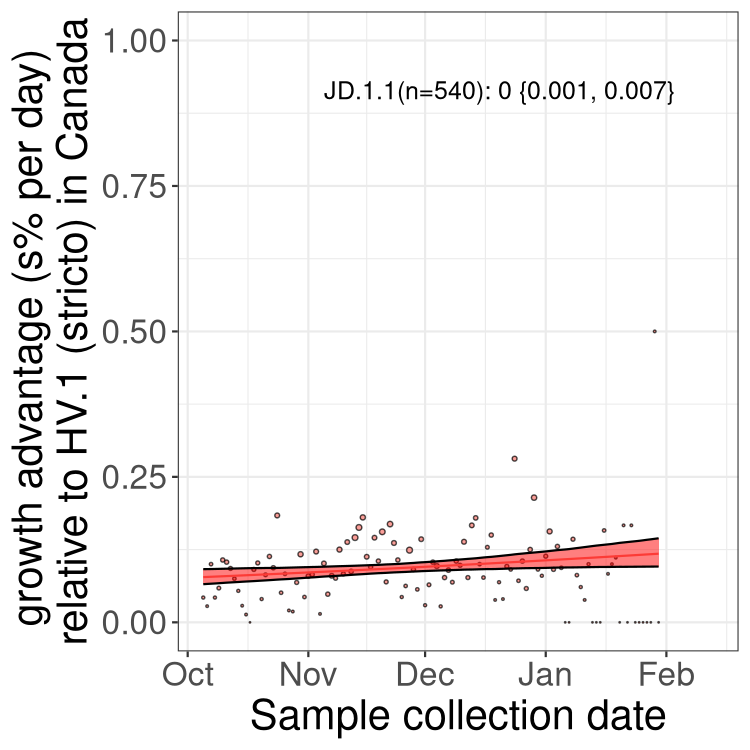 growth advantage (s% per day)
relative to HV.1 (stricto) in Canada
1.00
0.75
0.50
0.25
0.00
JD.1.1(n=540): 0 {0.001, 0.007}
Oct Nov Dec Jan Feb
Sample collection date